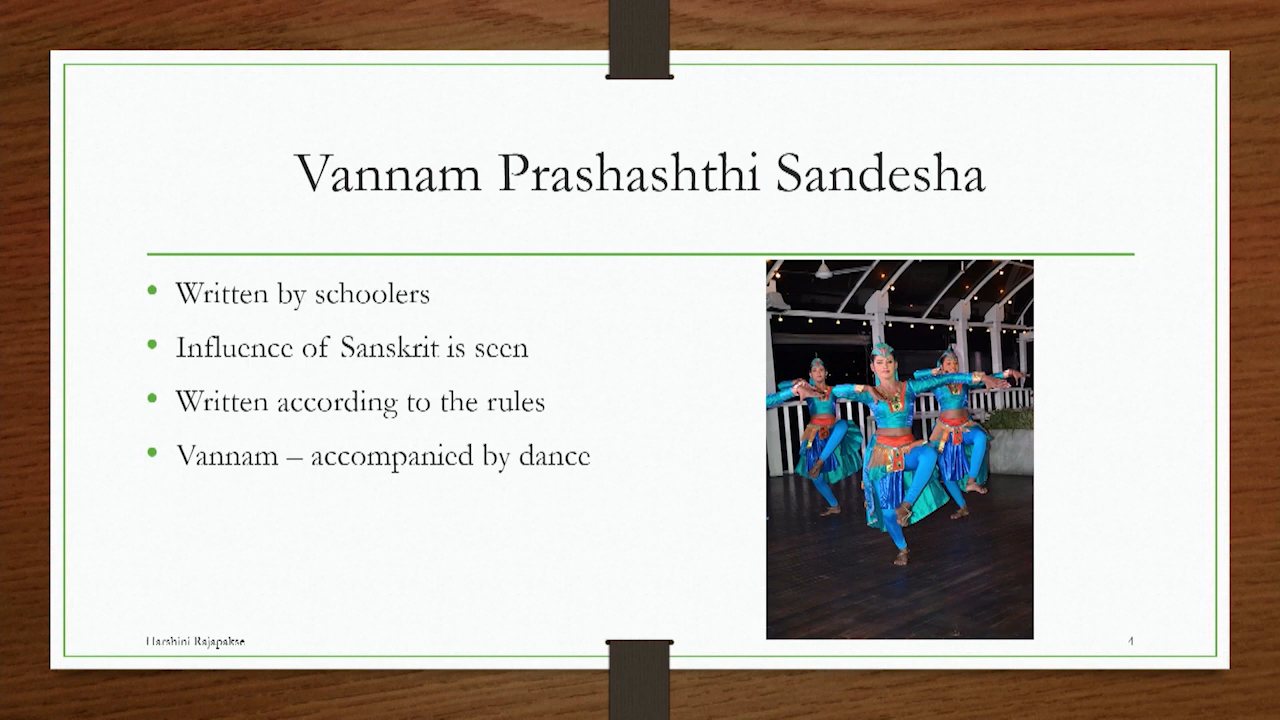 Vannam Prashashthi Sandesha
• Written by schoolers
• Influence of Sanskrit is seen
• Written according to the rules
• Vannam – accompanied by dance
Harshini Rajapakse
4